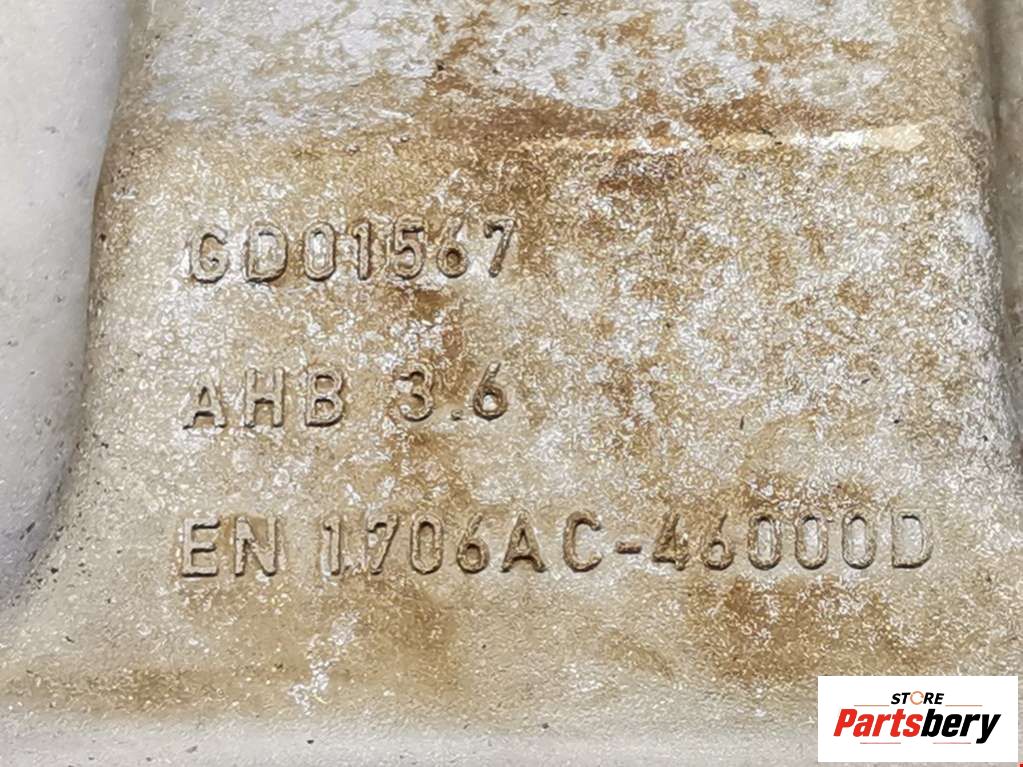 GD01567
AHB 3.6
EN 1706AC-46000D
STORE
Partsbery